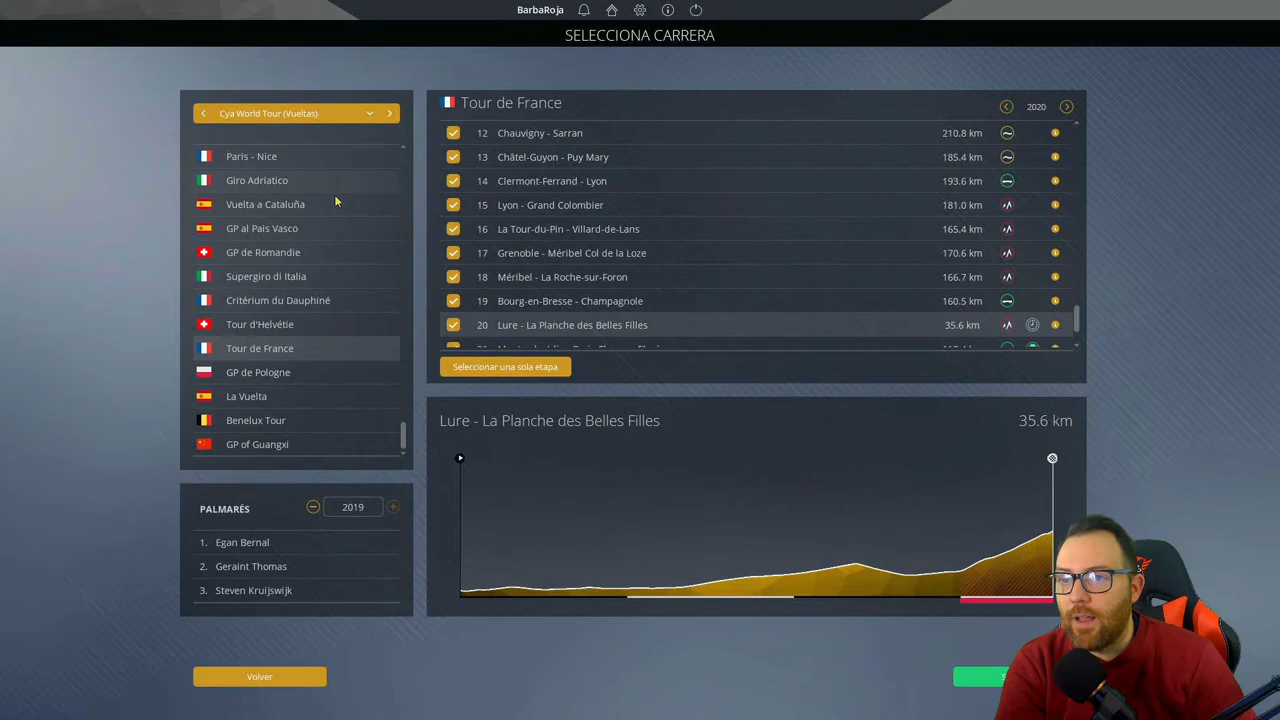 BarbaRoja
SELECCIONA CARRERA
Cya World Tour (Vueltas)
Paris - Nice
Giro Adriatico
Vuelta a Cataluña
GP al Pais Vasco
GP de Romandie
Supergiro di Italia
Critérium du Dauphiné
Tour d'Helvétie
Tour de France
GP de Pologne
La Vuelta
Benelux Tour
GP of Guangxi
PALMARÉS 2019
1. Egan Bernal
2. Geraint Thomas
3. Steven Kruijswijk
Volver
Tour de France 2020
12 Chauvigny - Sarran 210.8 km
13 Châtel-Guyon - Puy Mary 185.4 km
14 Clermont-Ferrand - Lyon 193.6 km
15 Lyon - Grand Colombier 181.0 km
16 La Tour-du-Pin - Villard-de-Lans 165.4 km
17 Grenoble - Méribel Col de la Loze 170.6 km
18 Méribel - La Roche-sur-Foron 166.7 km
19 Bourg-en-Bresse - Champagnole 160.5 km
20 Lure - La Planche des Belles Filles 35.6 km
Seleccionar una sola etapa
Lure - La Planche des Belles Filles 35.6 km